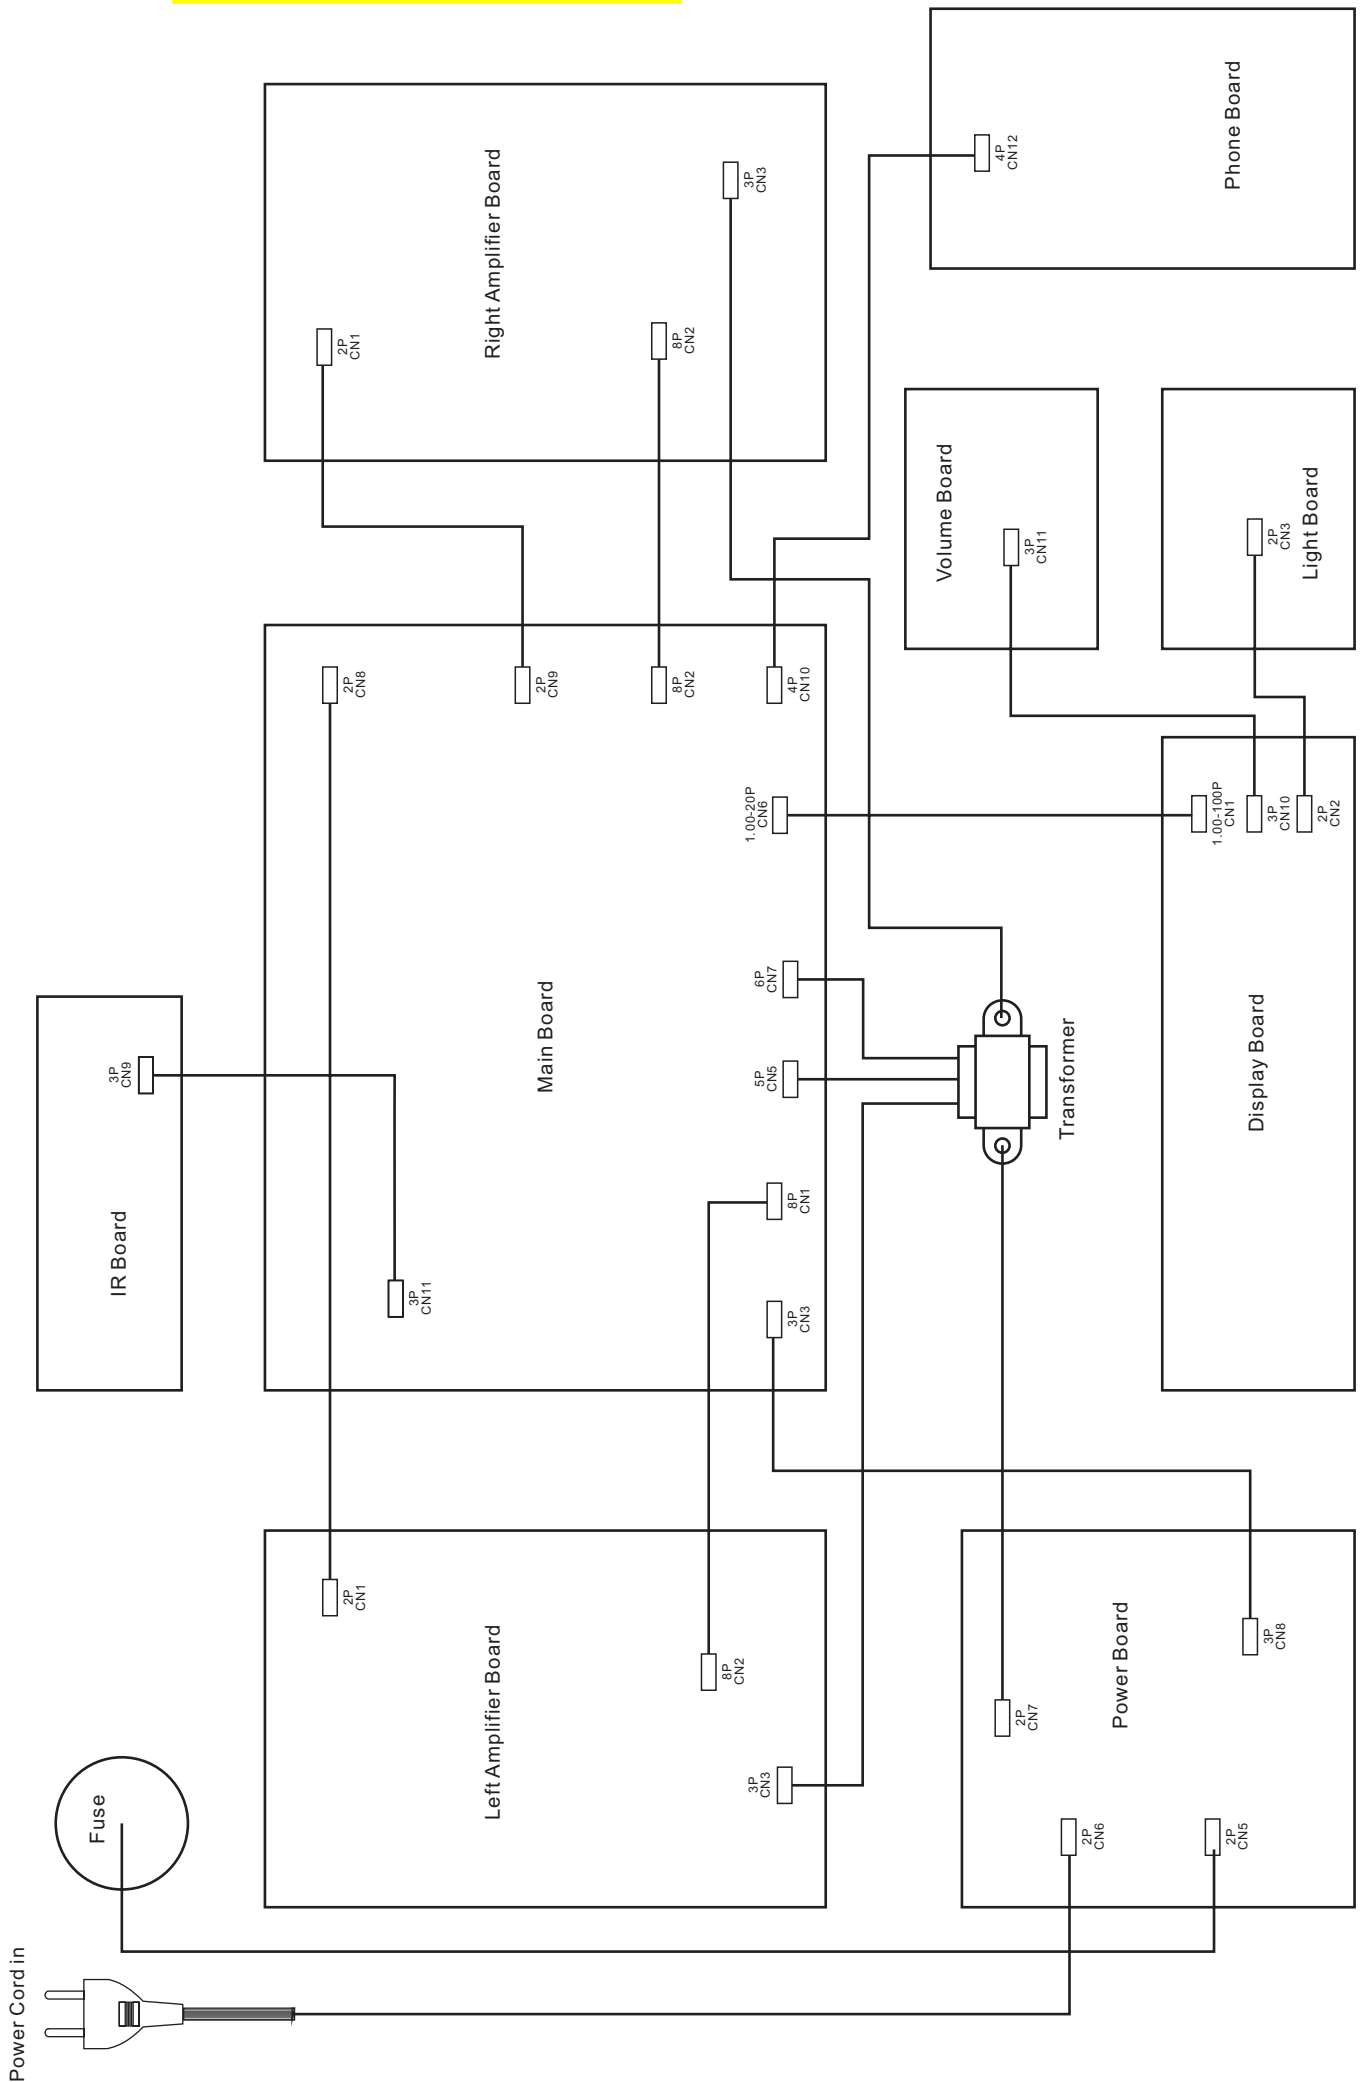 Power Cord in
Fuse
IR Board
3P
CN9
Left Amplifier Board
2P
CN1
8P
CN2
3P
CN3
Main Board
2P
CN8
3P
CN11
2P
CN9
8P
CN2
4P
CN10
3P
CN3
8P
CN1
5P
CN5
6P
CN7
1.00-20P
CN6
Right Amplifier Board
2P
CN1
8P
CN2
3P
CN3
Power Board
2P
CN6
2P
CN5
2P
CN7
3P
CN8
Transformer
Display Board
1.00-100P
CN1
3P
CN10
2P
CN2
Volume Board
3P
CN11
Light Board
2P
CN3
Phone Board
4P
CN12